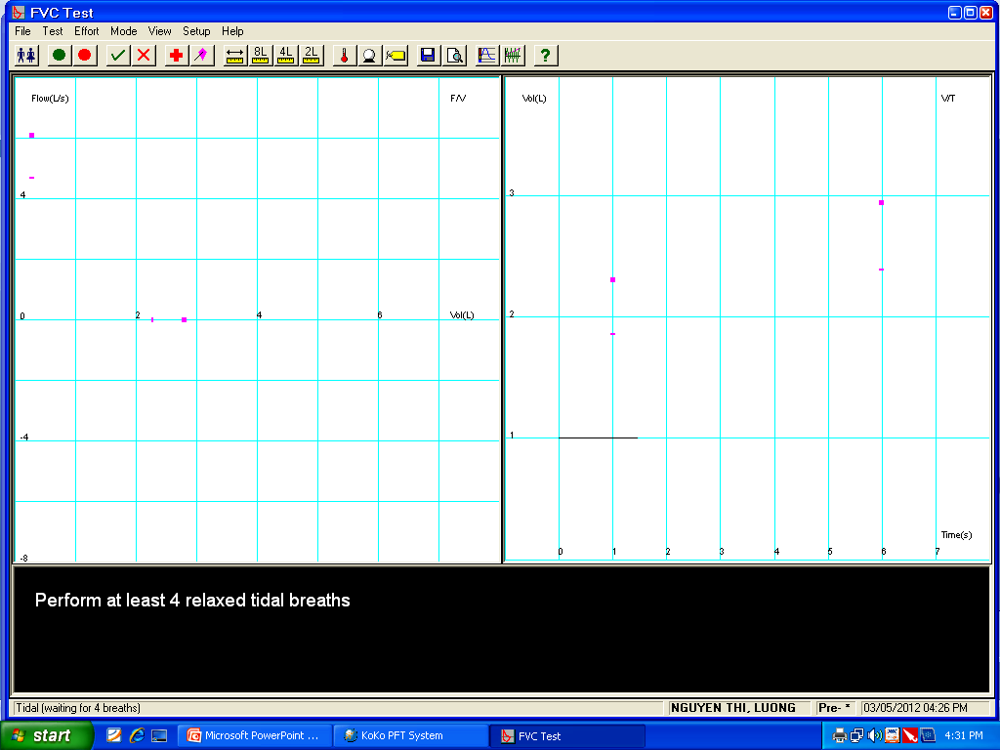 FVC Test
File Test Effort Mode View Setup Help
8L 4L 2L ?
Flow(L/s) F/V
4
0 2 4 6 Vol(L)
-4
-8
Vol(L) V/T
3
2
1
Time(s)
0 1 2 3 4 5 6 7
Perform at least 4 relaxed tidal breaths
Tidal (waiting for 4 breaths) NGUYEN THI, LUONG Pre- * 03/05/2012 04:26 PM
start Microsoft PowerPoint ... KoKo PFT System FVC Test 4:31 PM